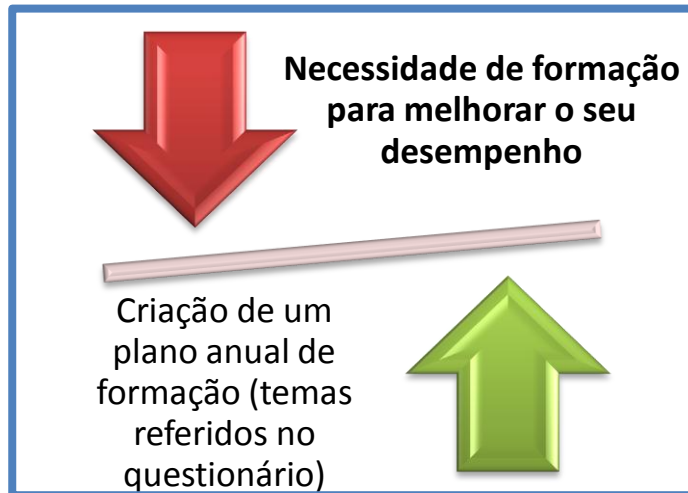 Necessidade de formação
para melhorar o seu
desempenho
Criação de um
plano anual de
formação (temas
referidos no
questionário)